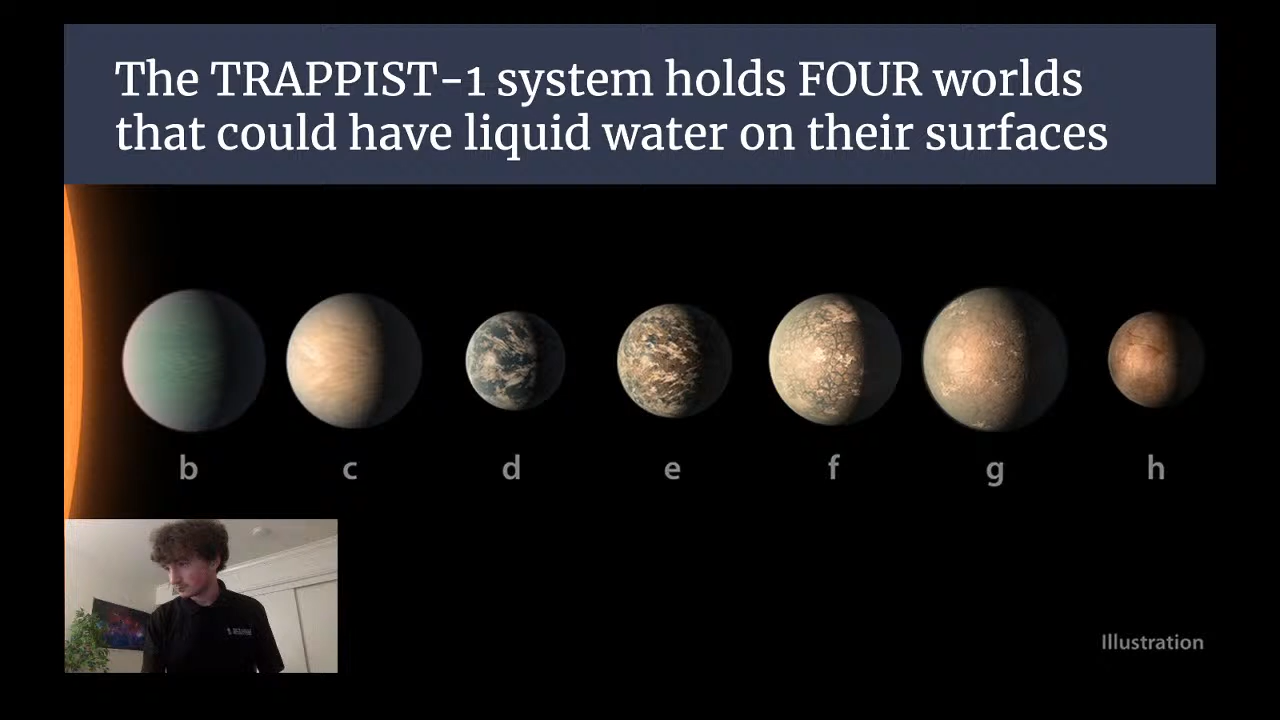 The TRAPPIST-1 system holds FOUR worlds
that could have liquid water on their surfaces
b c d e f g h
Illustration